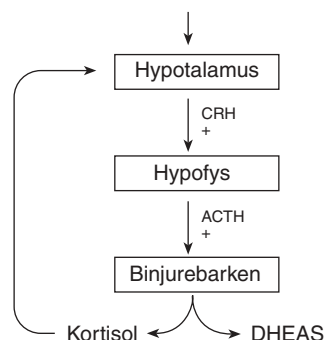 Hypotalamus
CRH
+
Hypofys
ACTH
+
Binjurebarken
Kortisol
DHEAS